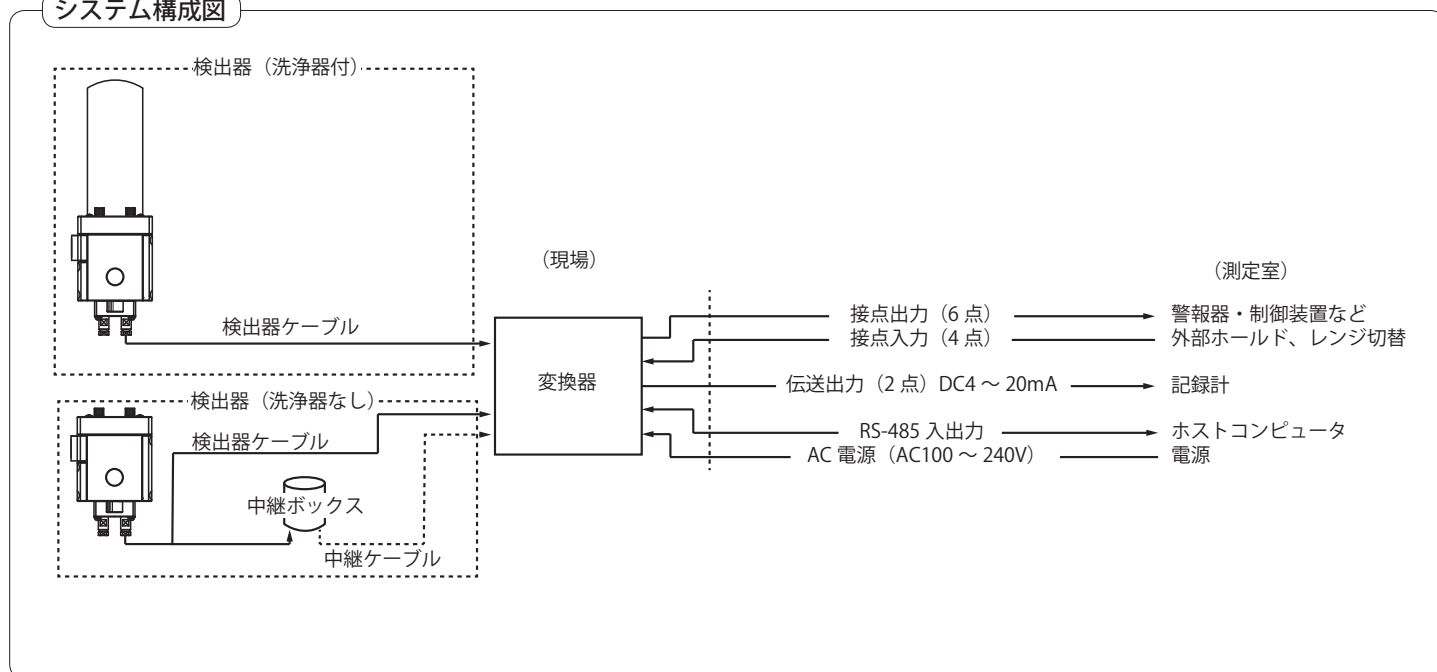 システム構成図
検出器（洗浄器付）
検出器ケーブル
検出器（洗浄器なし）
検出器ケーブル
中継ボックス
中継ケーブル
（現場）
変換器
（測定室）
接点出力（6 点） 警報器・制御装置など
接点入力（4 点） 外部ホールド、レンジ切替
伝送出力（2 点）DC4 ～ 20mA 記録計
RS-485 入出力 ホストコンピュータ
AC 電源（AC100 ～ 240V） 電源